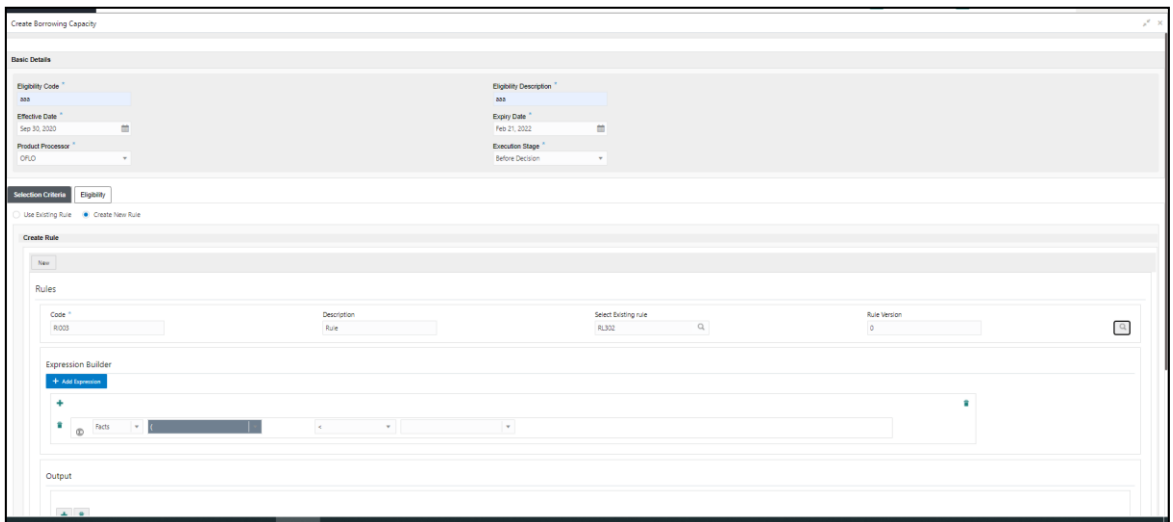 Create Borrowing Capacity
Basic Details
Eligibility Code * Eligibility Description *
aaa aaa
Effective Date * Expiry Date *
Sep 30, 2020 Feb 21, 2022
Product Processor * Execution Stage *
OFLO Before Decision
Selection Criteria Eligibility
Use Existing Rule Create New Rule
Create Rule
New
Rules
Code * Description Select Existing rule Rule Version
Rule RL302 0
Expression Builder
+ Add Expression
Facts <
Output